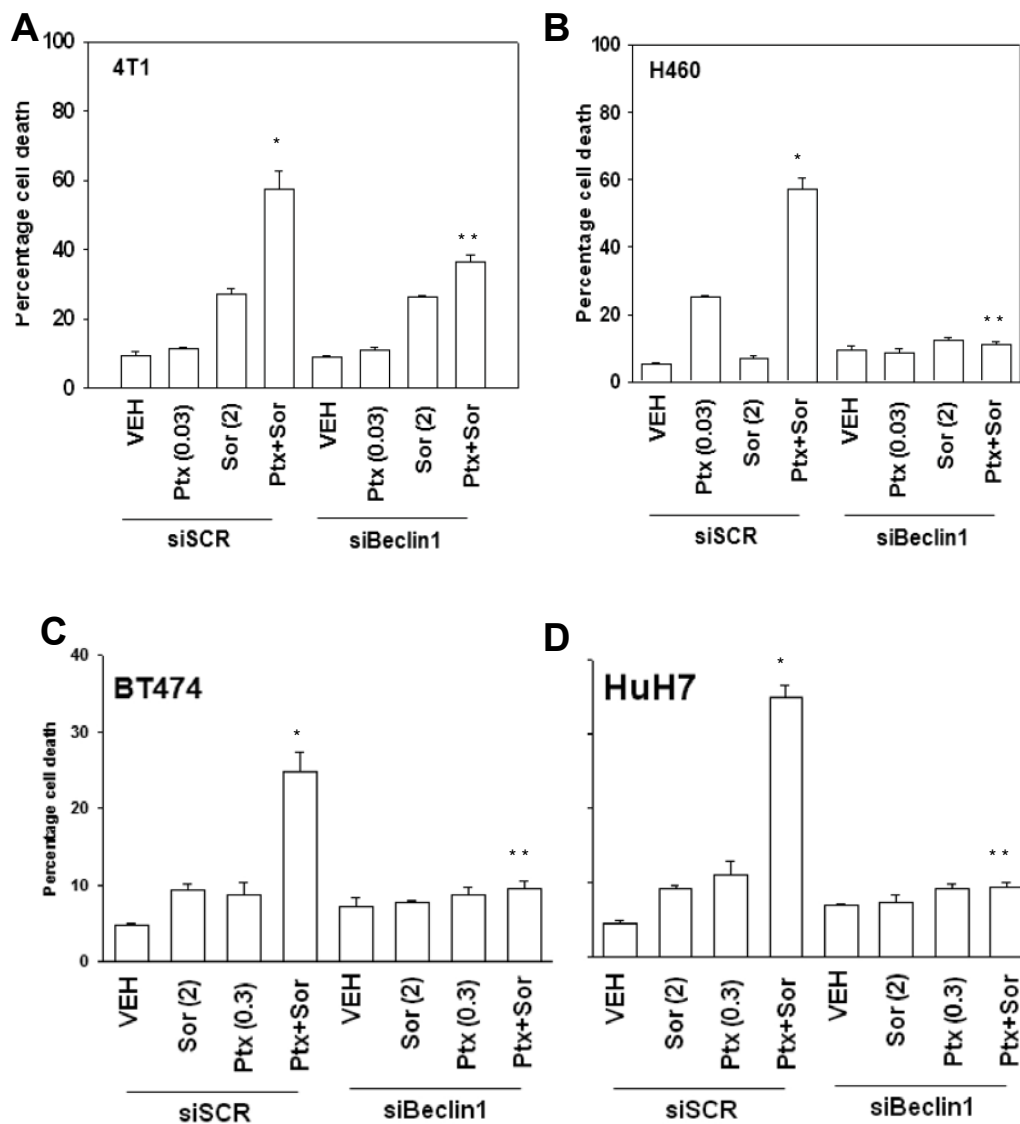 A
100
80
60
40
20
0
Percentage cell death
4T1
*
* *
VEH
Ptx (0.03)
Sor (2)
Ptx+Sor
VEH
Ptx (0.03)
Sor (2)
Ptx+Sor
siSCR
siBeclin1
B
100
80
60
40
20
0
Percentage cell death
H460
*
* *
VEH
Ptx (0.03)
Sor (2)
Ptx+Sor
VEH
Ptx (0.03)
Sor (2)
Ptx+Sor
siSCR
siBeclin1
C
40
30
20
10
0
Percentage cell death
BT474
*
* *
VEH
Sor (2)
Ptx (0.3)
Ptx+Sor
VEH
Sor (2)
Ptx (0.3)
Ptx+Sor
siSCR
siBeclin1
D
HuH7
*
* *
VEH
Sor (2)
Ptx (0.3)
Ptx+Sor
VEH
Sor (2)
Ptx (0.3)
Ptx+Sor
siSCR
siBeclin1